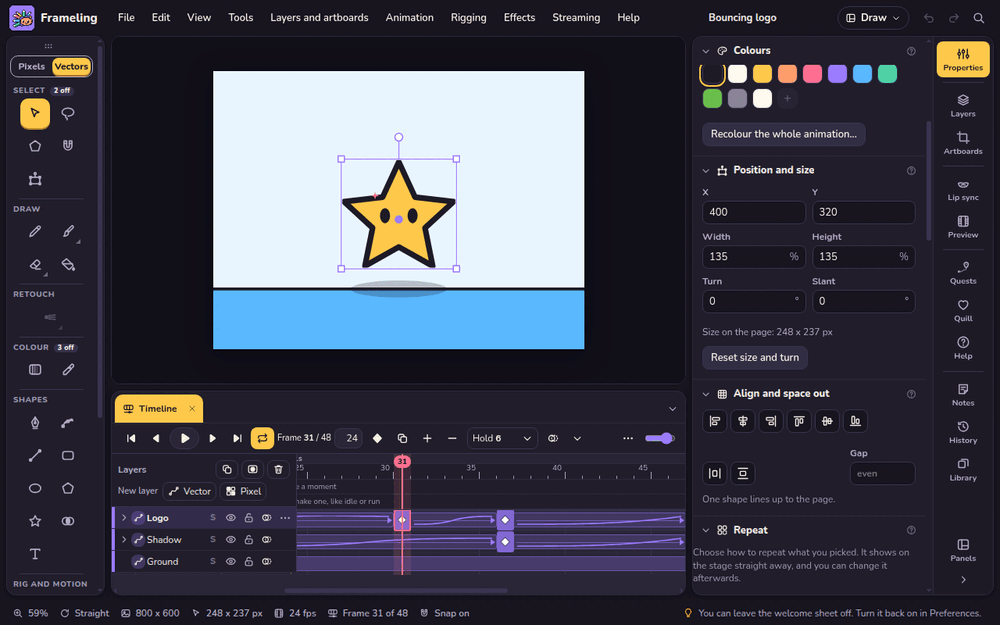 Frameling File Edit View Tools Layers and artboards Animation Rigging Effects Streaming Help Bouncing logo Draw
Pixels Vectors
SELECT 2 off
DRAW
RETOUCH
COLOUR 3 off
SHAPES
RIG AND MOTION
Timeline
Frame 31 / 48 24 Hold 6
Layers
New layer Vector Pixel
25 30 31 35 40 45
e a moment
make one, like idle or run
Logo S
Shadow S
Ground S
Colours
Recolour the whole animation...
Position and size
X Y
400 320
Width Height
135 % 135 %
Turn Slant
0 ° 0 °
Size on the page: 248 x 237 px
Reset size and turn
Align and space out
Gap
even
One shape lines up to the page.
Repeat
Choose how to repeat what you picked. It shows on
the stage straight away, and you can change it
afterwards.
Properties
Layers
Artboards
Lip sync
Preview
Quests
Quill
Help
Notes
History
Library
Panels
59% Straight 800 x 600 248 x 237 px 24 fps Frame 31 of 48 Snap on You can leave the welcome sheet off. Turn it back on in Preferences.